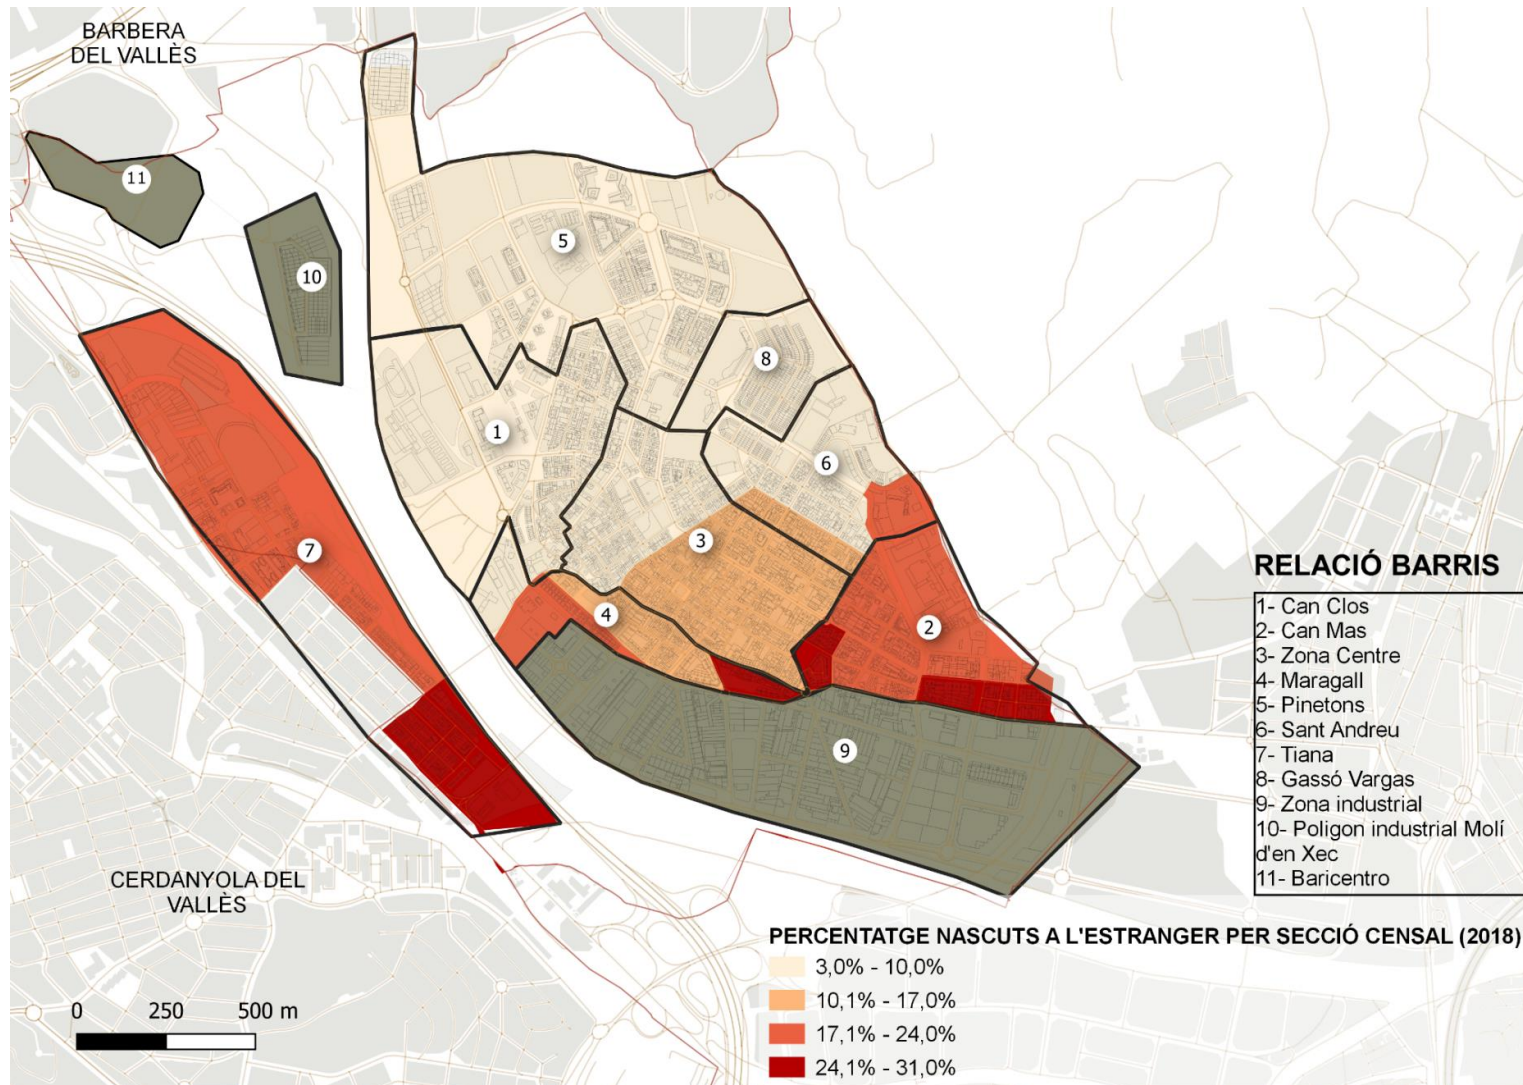 BARBERA
DEL VALLÈS
11
10
5
8
1
6
3
7
4
2
9
RELACIÓ BARRIS
1- Can Clos
2- Can Mas
3- Zona Centre
4- Maragall
5- Pinetons
6- Sant Andreu
7- Tiana
8- Gassó Vargas
9- Zona industrial
10- Poligon industrial Molí
d'en Xec
11- Baricentro
CERDANYOLA DEL
VALLÈS
PERCENTATGE NASCUTS A L'ESTRANGER PER SECCIÓ CENSAL (2018)
3,0% - 10,0%
10,1% - 17,0%
17,1% - 24,0%
24,1% - 31,0%
0 250 500 m